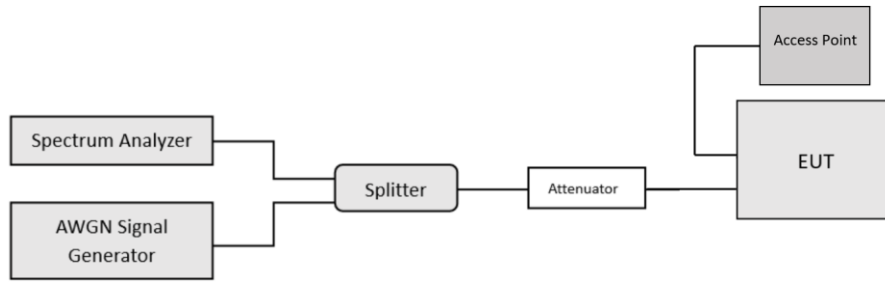 Access Point
Spectrum Analyzer
EUT
Splitter
Attenuator
AWGN Signal
Generator